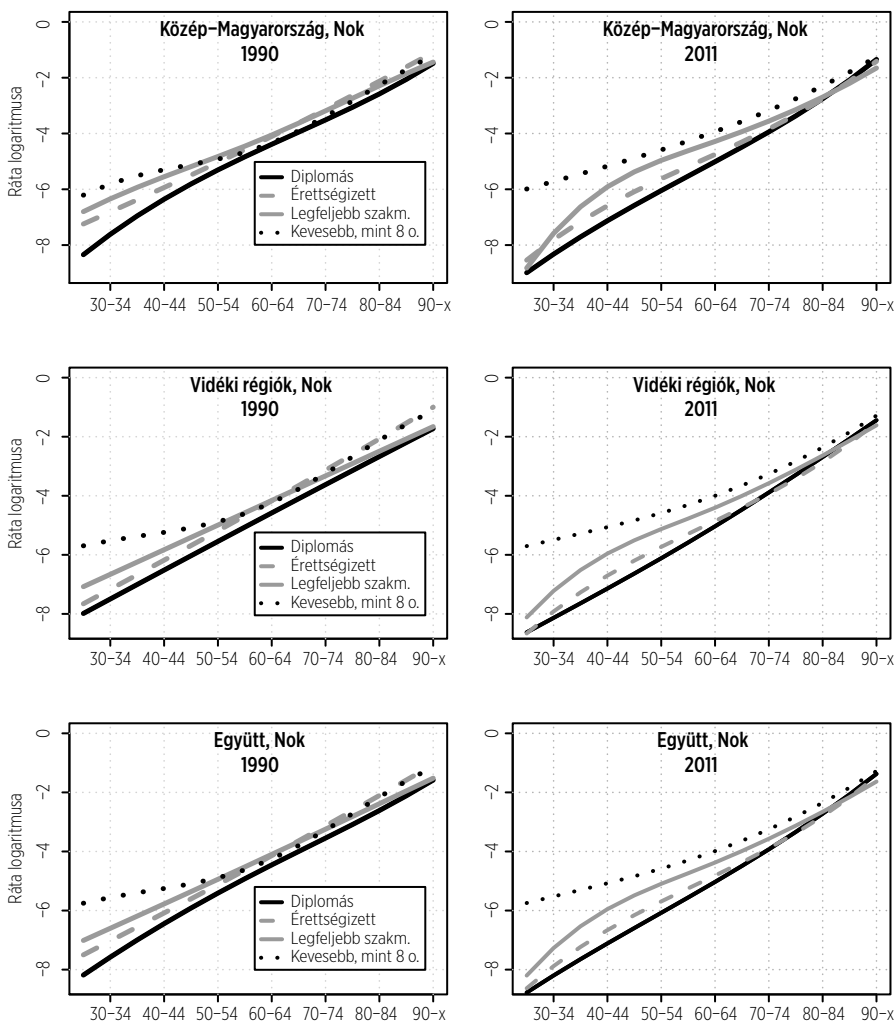 Közép–Magyarország, Nok
1990
Ráta logaritmusa
0
−2
−4
−6
−8
Diplomás
Érettségizett
Legfeljebb szakm.
Kevesebb, mint 8 o.
30–34 40–44 50–54 60–64 70–74 80–84 90–x
Közép–Magyarország, Nok
2011
0
−2
−4
−6
−8
30–34 40–44 50–54 60–64 70–74 80–84 90–x
Vidéki régiók, Nok
1990
Ráta logaritmusa
0
−2
−4
−6
−8
Diplomás
Érettségizett
Legfeljebb szakm.
Kevesebb, mint 8 o.
30–34 40–44 50–54 60–64 70–74 80–84 90–x
Vidéki régiók, Nok
2011
0
−2
−4
−6
−8
30–34 40–44 50–54 60–64 70–74 80–84 90–x
Együtt, Nok
1990
Ráta logaritmusa
0
−2
−4
−6
−8
Diplomás
Érettségizett
Legfeljebb szakm.
Kevesebb, mint 8 o.
30–34 40–44 50–54 60–64 70–74 80–84 90–x
Együtt, Nok
2011
0
−2
−4
−6
−8
30–34 40–44 50–54 60–64 70–74 80–84 90–x